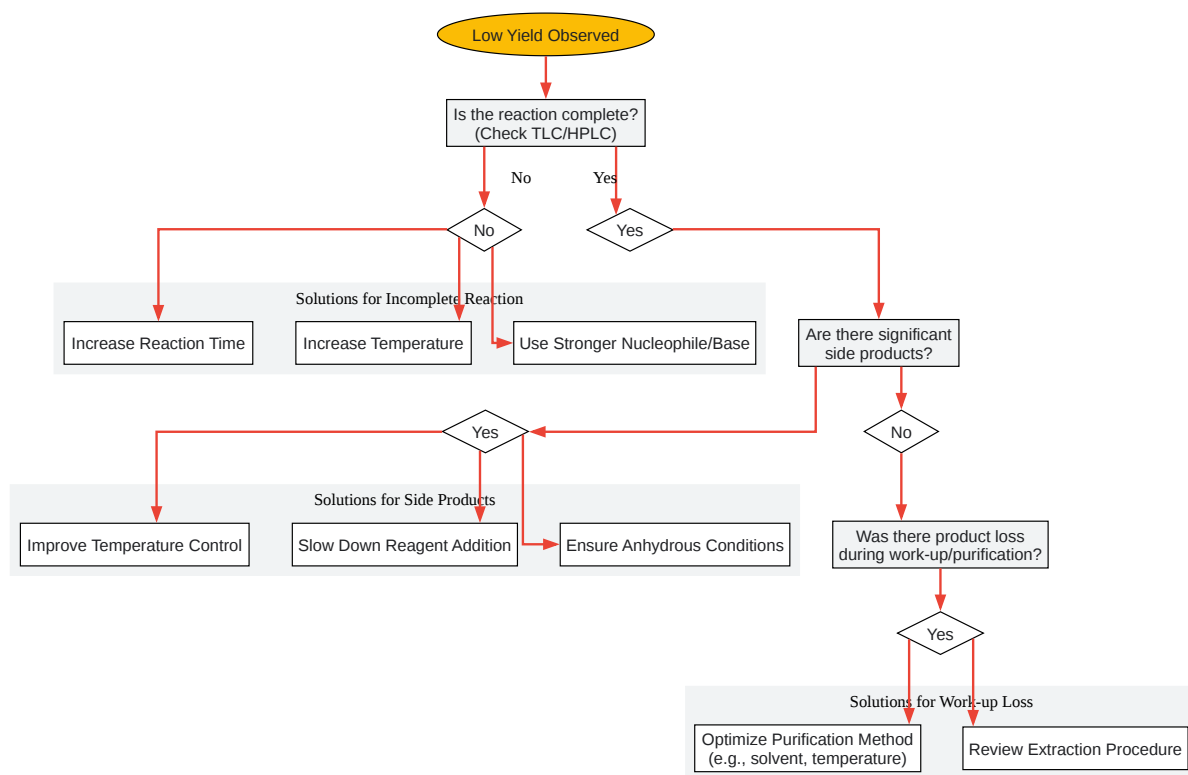 Low Yield Observed
Is the reaction complete?
(Check TLC/HPLC)
No
Yes
No
Yes
Solutions for Incomplete Reaction
Increase Reaction Time
Increase Temperature
Use Stronger Nucleophile/Base
Are there significant
side products?
Yes
No
Solutions for Side Products
Improve Temperature Control
Slow Down Reagent Addition
Ensure Anhydrous Conditions
Was there product loss
during work-up/purification?
Yes
Solutions for Work-up Loss
Optimize Purification Method
(e.g., solvent, temperature)
Review Extraction Procedure